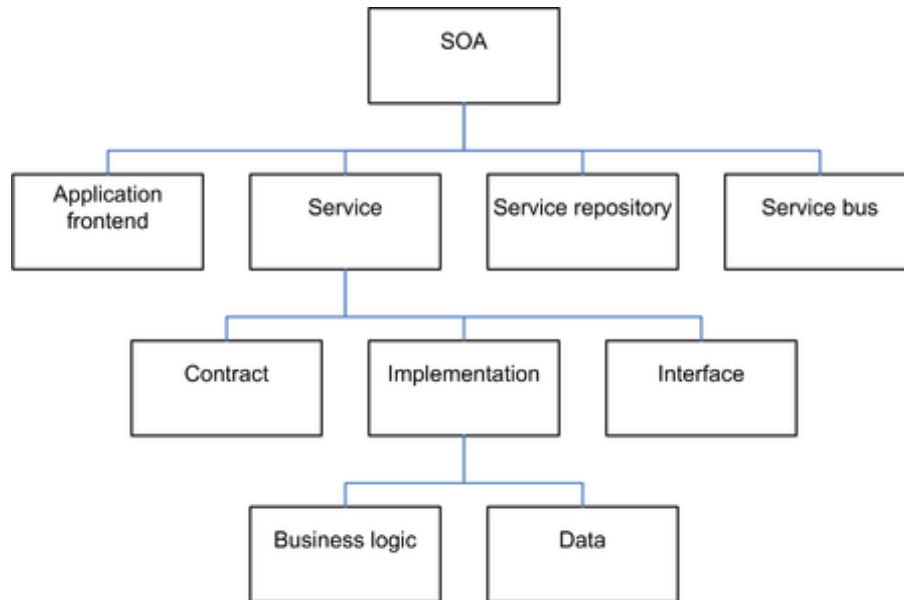 SOA
Application
frontend
Service
Service repository
Service bus
Contract
Implementation
Interface
Business logic
Data